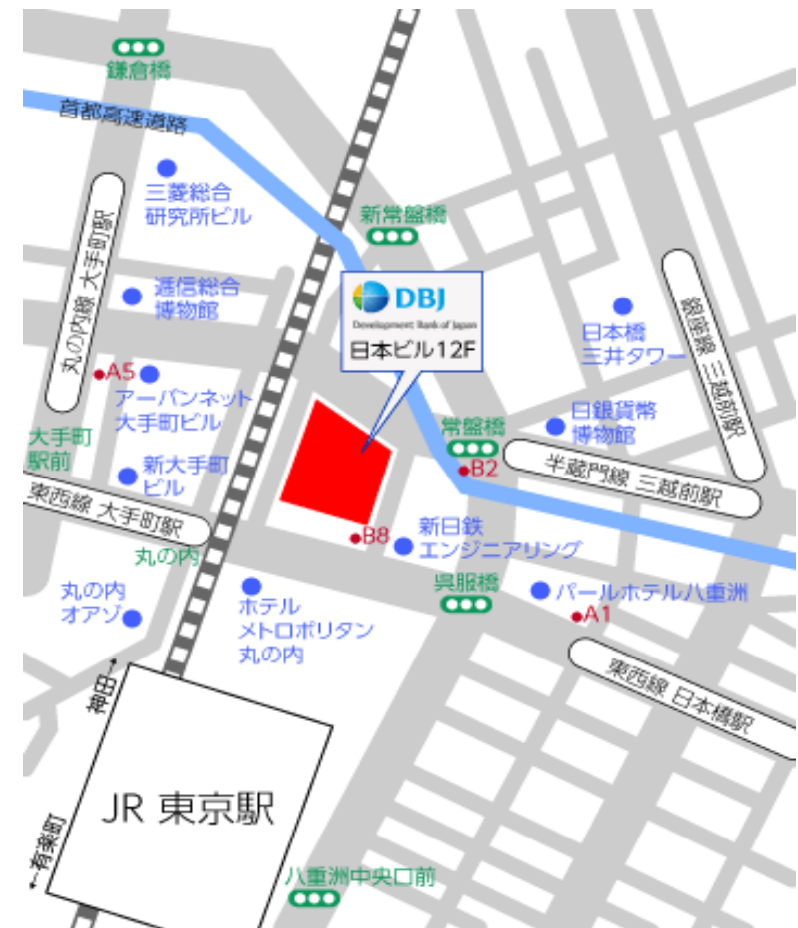 鎌倉橋
首都高速道路
三菱総合
研究所ビル
新常盤橋
丸の内線 大手町駅
逓信総合
博物館
DBJ
Development Bank of Japan
日本ビル12F
日本橋
三井タワー
銀座線 三越前駅
A5
アーバンネット
大手町ビル
大手町
駅前
新大手町
ビル
常盤橋
B2
日銀貨幣
博物館
半蔵門線 三越前駅
東西線 大手町駅
丸の内
B8
新日鉄
エンジニアリング
呉服橋
パールホテル八重洲
A1
丸の内
オアゾ
ホテル
メトロポリタン
丸の内
東西線 日本橋駅
神田→
JR 東京駅
←有楽町
八重洲中央口前